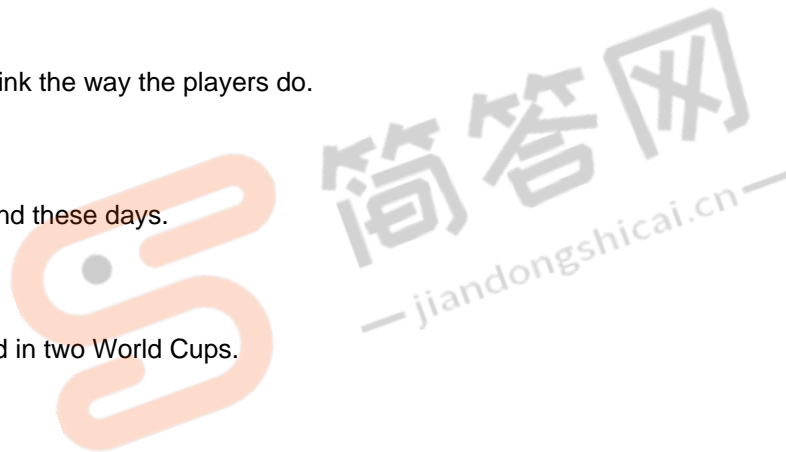 ink the way the players do.
简答网
jiandongshicai.cn
nd these days.
d in two World Cups.